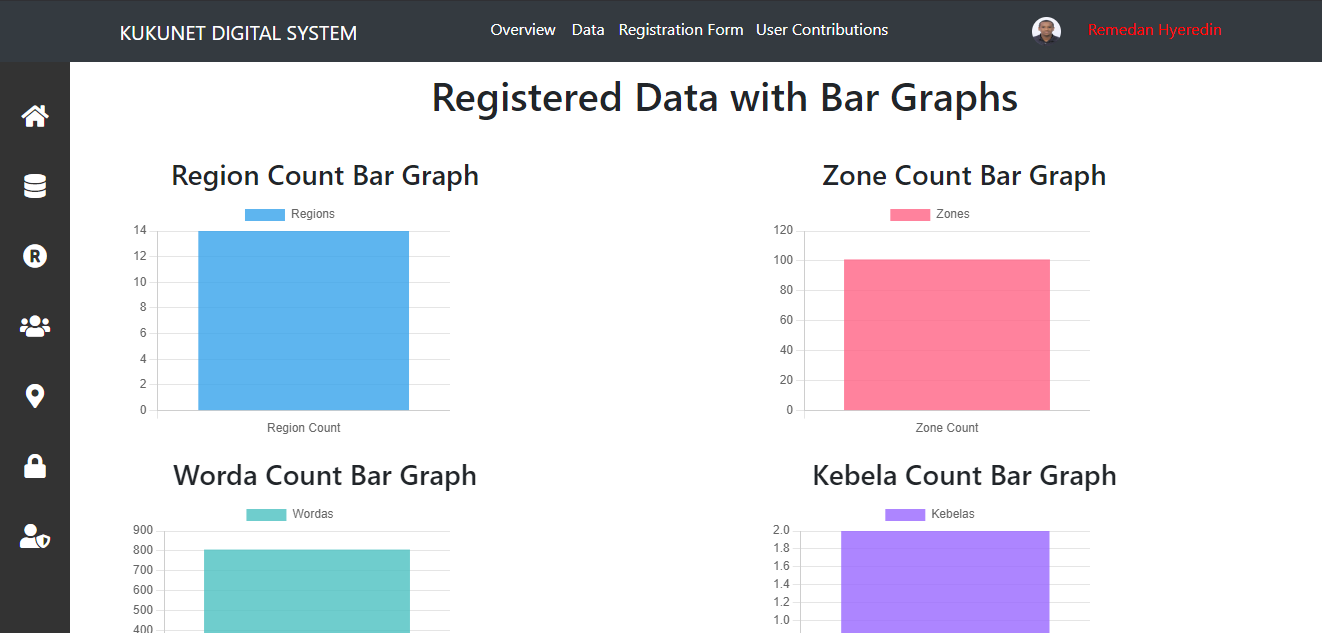 KUKUNET DIGITAL SYSTEM
Overview Data Registration Form User Contributions
Remedan Hyeredin
Registered Data with Bar Graphs
R
Region Count Bar Graph
Regions
14
12
10
8
6
4
2
0
Region Count
Zone Count Bar Graph
Zones
120
100
80
60
40
20
0
Zone Count
Worda Count Bar Graph
Wordas
900
800
700
600
500
400
Kebela Count Bar Graph
Kebelas
2.0
1.8
1.6
1.4
1.2
1.0